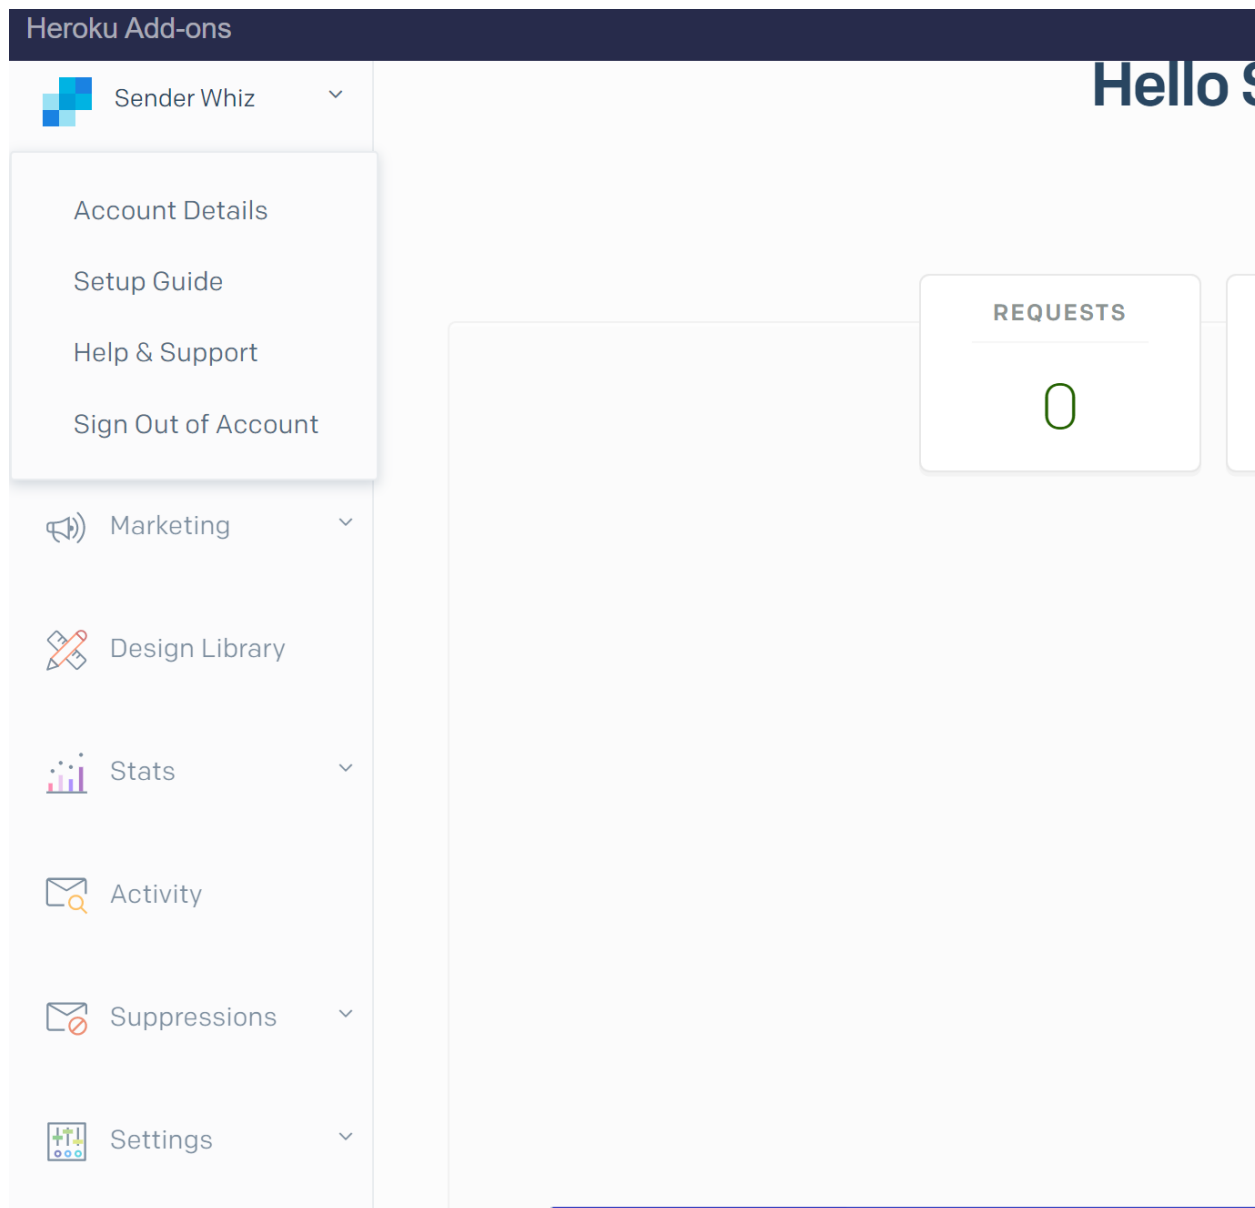 Heroku Add-ons
Sender Whiz
Hello
Account Details
Setup Guide
Help & Support
Sign Out of Account
REQUESTS
0
Marketing
Design Library
Stats
Activity
Suppressions
Settings